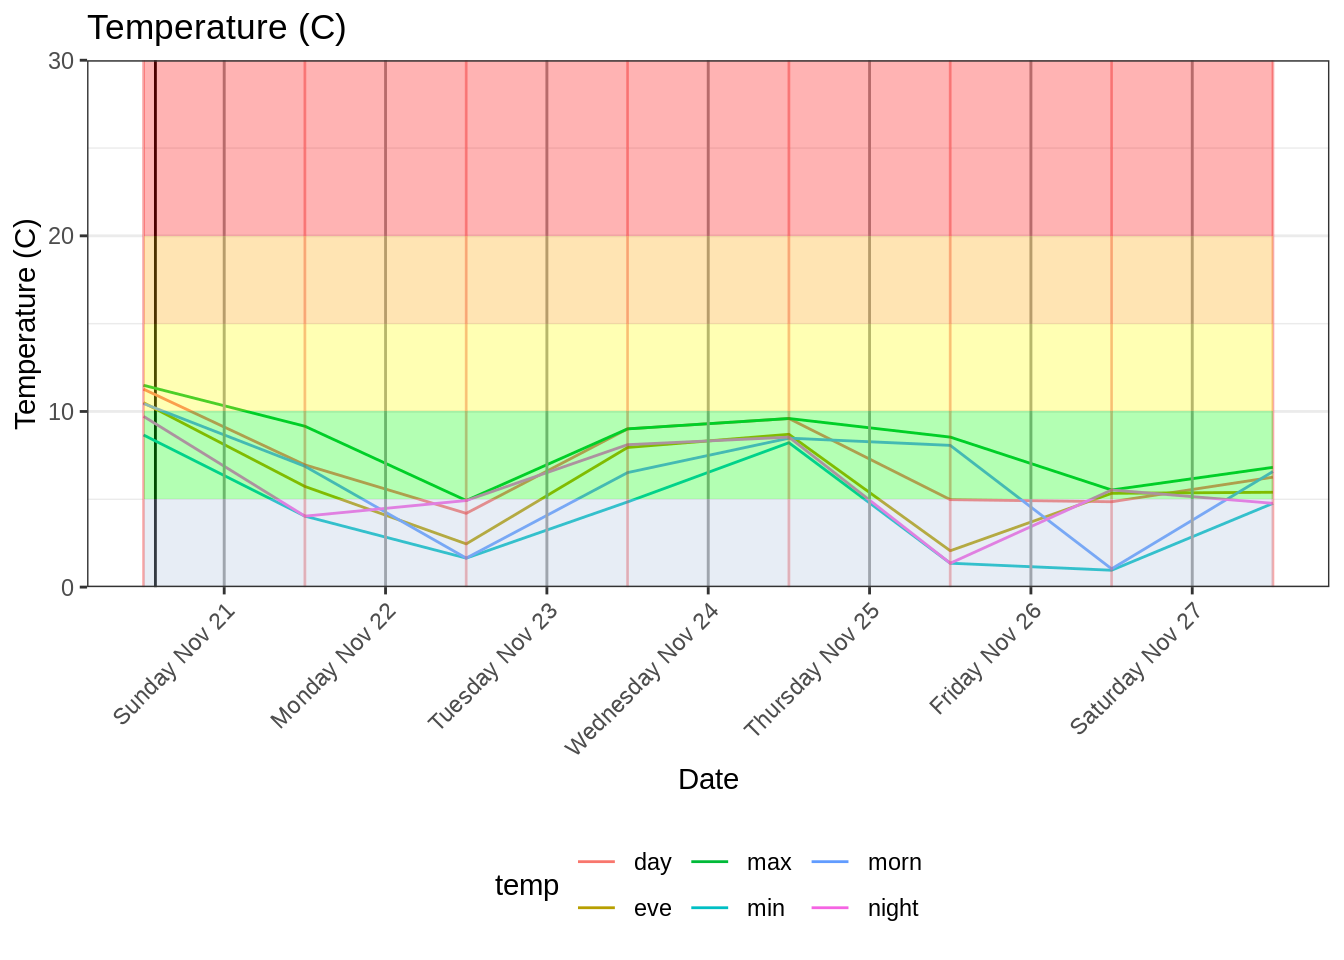 Temperature (C)
Temperature (C)
30
20
10
0
Sunday Nov 21
Monday Nov 22
Tuesday Nov 23
Wednesday Nov 24
Thursday Nov 25
Friday Nov 26
Saturday Nov 27
Date
temp
day
max
morn
eve
min
night